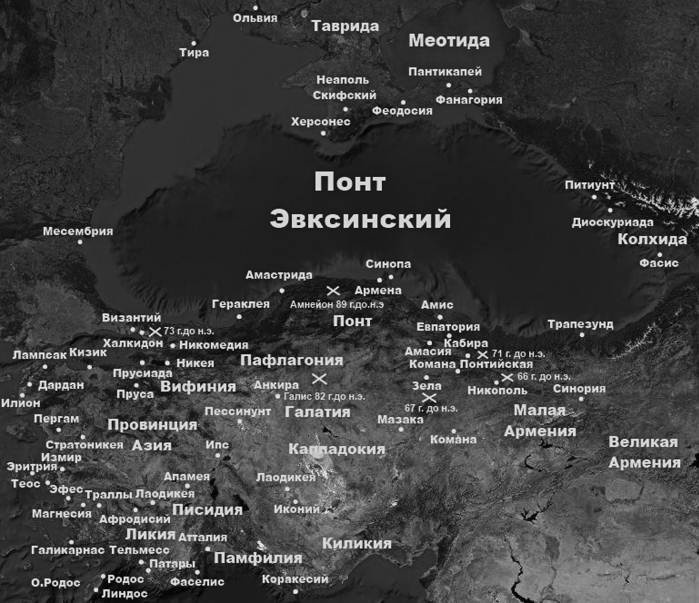 Ольвия
Таврида
Меотида
Тира
Пантикапей
Неаполь
Скифский
Фанагория
Феодосия
Херсонес
Понт
Эвксинский
Питиунт
Диоскуриада
Колхида
Месембрия
Фасис
Синопа
Амастрида
Армена
Амнейон 89 г.до.н.э
Гераклея
Амис
Византий
73 г.до н.э.
Понт
Евпатория
Трапезунд
Халкидон
Никомедия
Кабира
Лампсак
Кизик
Амасия
71 г.до н.э.
Пафлагония
Никея
Комана
Понтийская
Прусиада
66 г.до н.э.
Дардан
Вифиния
Анкира
Зела
Никополь
Синория
Пруса
Галис 82 г.до н.э.
Илион
67 г.до н.э.
Пергам
Пессинунт
Галатия
Малая
Армения
Провинция
Азия
Мазака
Стратоникея
Комана
Великая
Армения
Ипс
Каппадокия
Измир
Эритрия
Апамея
Лаодикея
Теос
Эфес
Траллы
Лаодикея
Магнесия
Писидия
Иконий
Афродисий
Ликия
Атталия
Киликия
Галикарнас
Тельмесс
Памфилия
Патары
О.Родос
Родос
Фаселис
Коракесий
Линдос